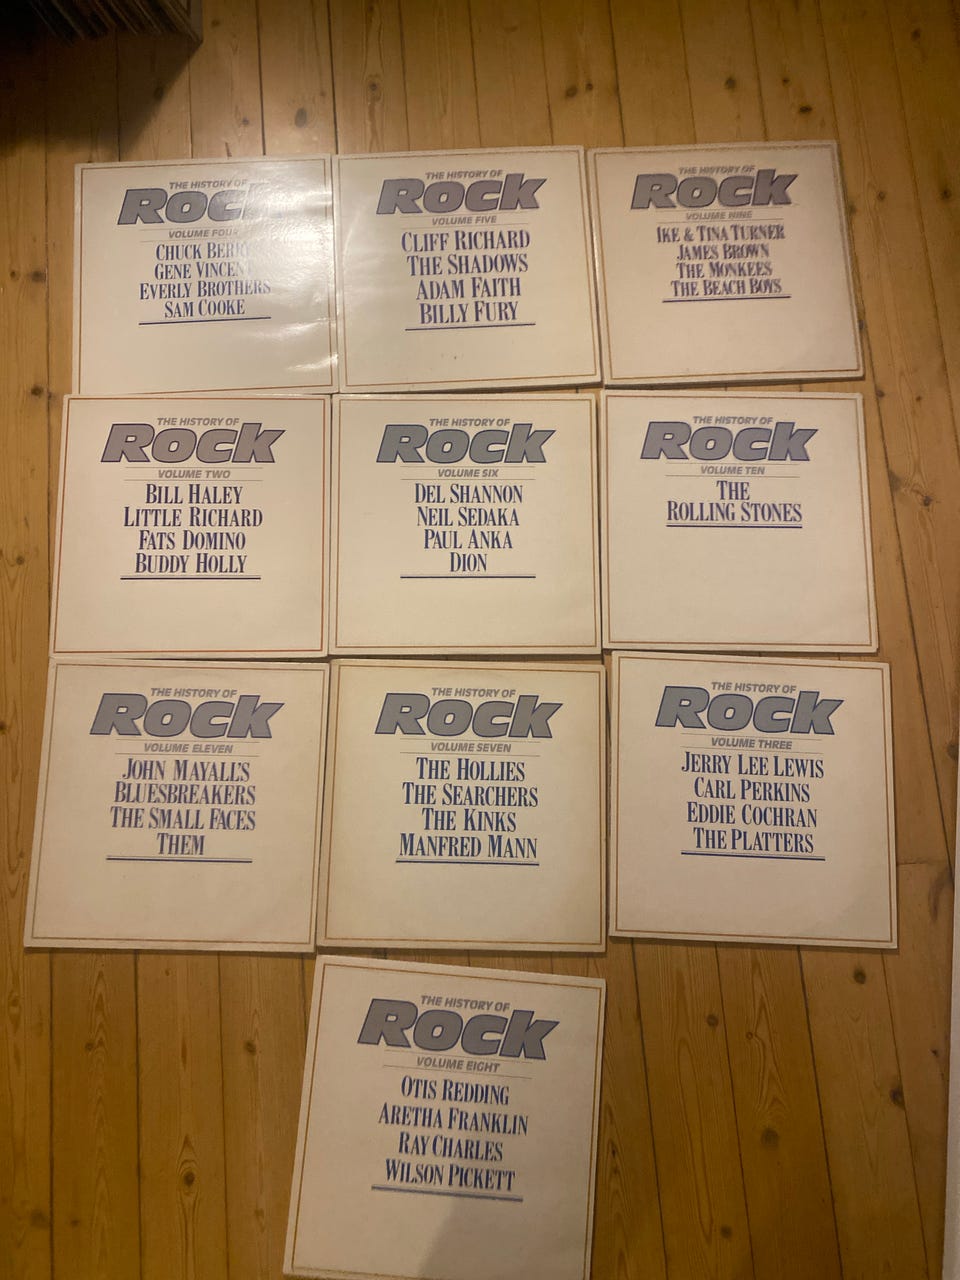 THE HISTORY OF
Rock
VOLUME FOUR
CHUCK BERRY
GENE VINCENT
EVERLY BROTHERS
SAM COOKE
THE HISTORY OF
Rock
VOLUME FIVE
CLIFF RICHARD
THE SHADOWS
ADAM FAITH
BILLY FURY
THE HISTORY OF
Rock
VOLUME NINE
IKE & TINA TURNER
JAMES BROWN
THE MONKEES
THE BEACH BOYS
THE HISTORY OF
Rock
VOLUME TWO
BILL HALEY
LITTLE RICHARD
FATS DOMINO
BUDDY HOLLY
THE HISTORY OF
Rock
VOLUME SIX
DEL SHANNON
NEIL SEDAKA
PAUL ANKA
DION
THE HISTORY OF
Rock
VOLUME TEN
THE
ROLLING STONES
THE HISTORY OF
Rock
VOLUME ELEVEN
JOHN MAYALL'S
BLUESBREAKERS
THE SMALL FACES
THEM
THE HISTORY OF
Rock
VOLUME SEVEN
THE HOLLIES
THE SEARCHERS
THE KINKS
MANFRED MANN
THE HISTORY OF
Rock
VOLUME THREE
JERRY LEE LEWIS
CARL PERKINS
EDDIE COCHRAN
THE PLATTERS
THE HISTORY OF
Rock
VOLUME EIGHT
OTIS REDDING
ARETHA FRANKLIN
RAY CHARLES
WILSON PICKETT